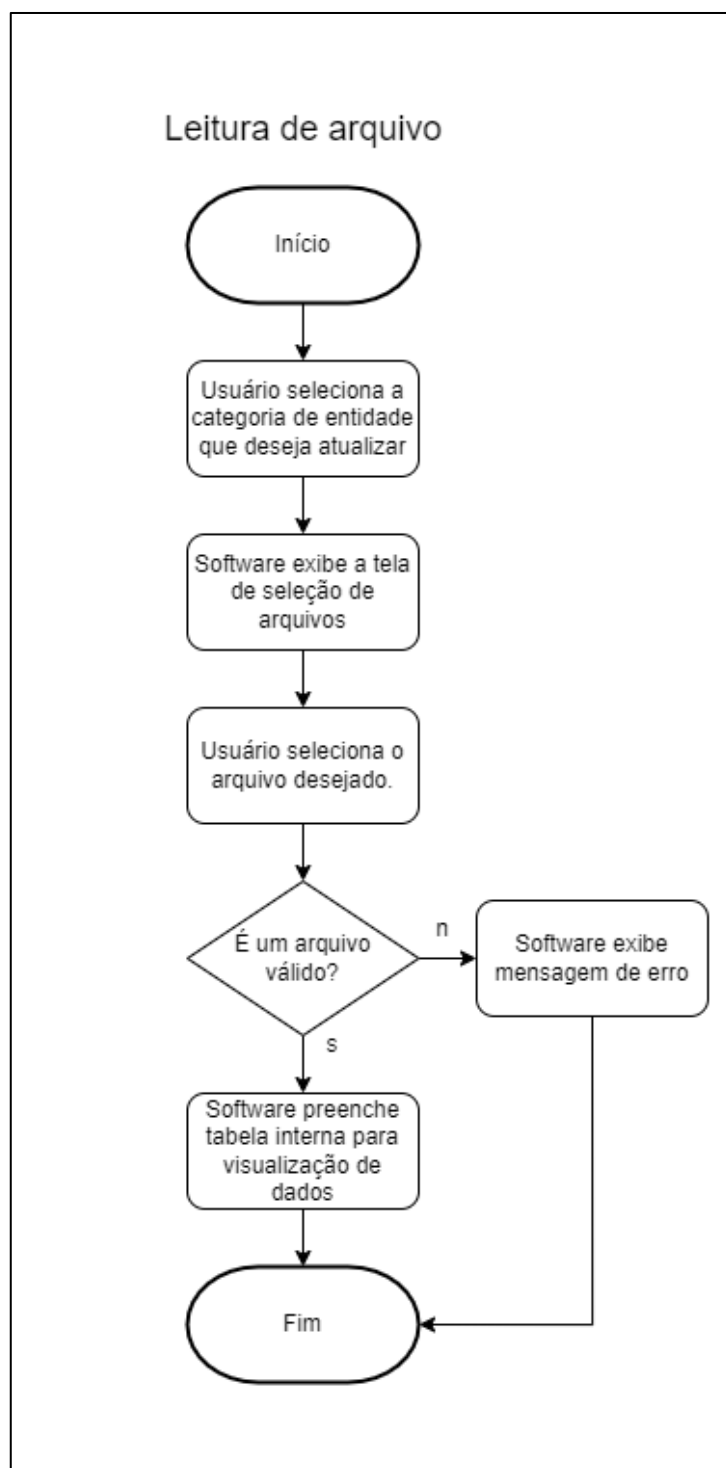 Leitura de arquivo
Início
Usuário seleciona a
categoria de entidade
que deseja atualizar
Software exibe a tela
de seleção de
arquivos
Usuário seleciona o
arquivo desejado.
É um arquivo
válido?
n
Software exibe
mensagem de erro
s
Software preenche
tabela interna para
visualização de
dados
Fim